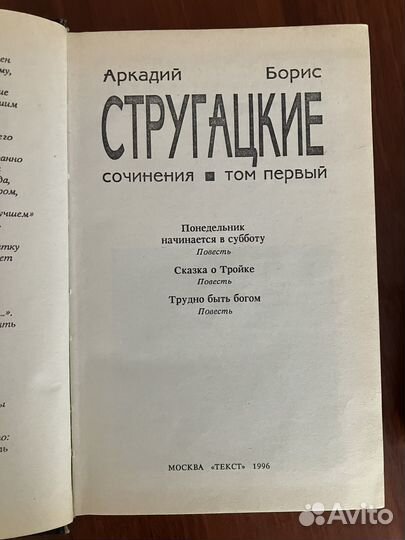 Аркадий Борис
СТРУГАЦКИЕ
сочинения ■ том первый
Понедельник
начинается в субботу
Повесть
Сказка о Тройке
Повесть
Трудно быть богом
Повесть
МОСКВА «ТЕКСТ» 1996
Avito